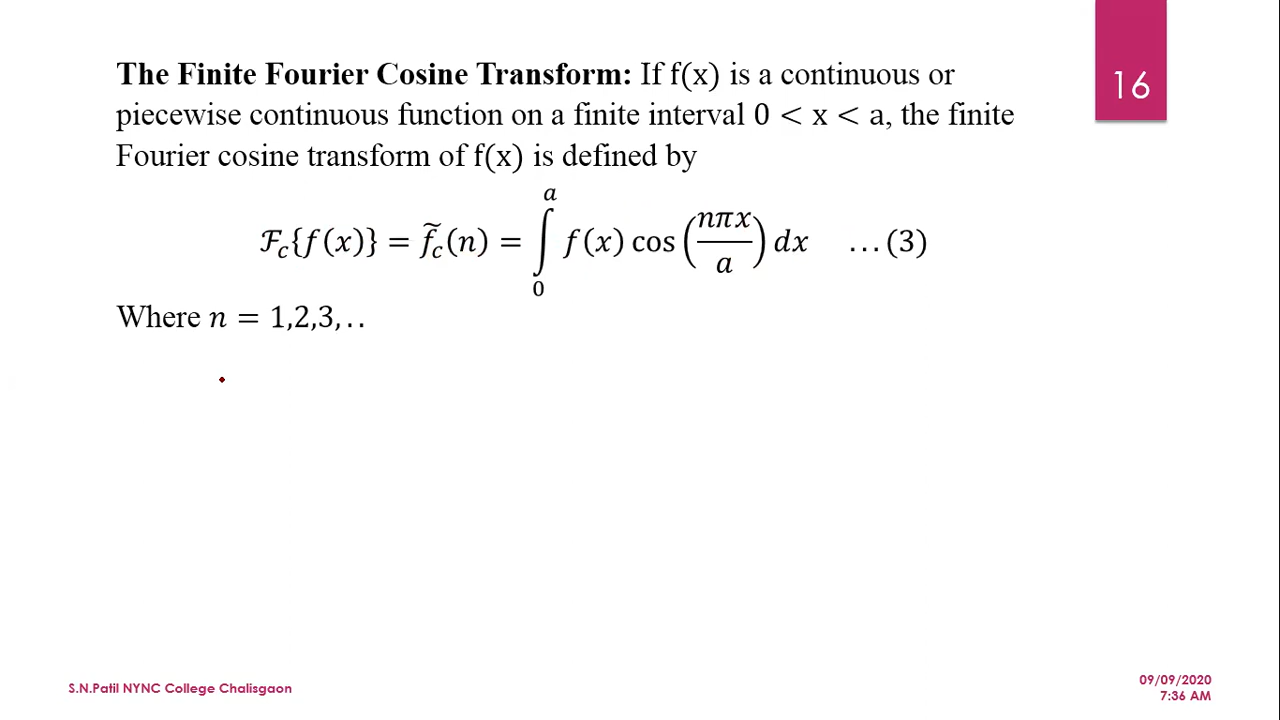 The Finite Fourier Cosine Transform: If f(x) is a continuous or
16
piecewise continuous function on a finite interval 0 < x < a, the finite
Fourier cosine transform of f(x) is defined by
ℱ_c{f(x)} = f̃_c(n) = ∫_0^a f(x) cos (nπx/a) dx ...(3)
Where n = 1,2,3,..
S.N.Patil NYNC College Chalisgaon
09/09/2020
7:36 AM